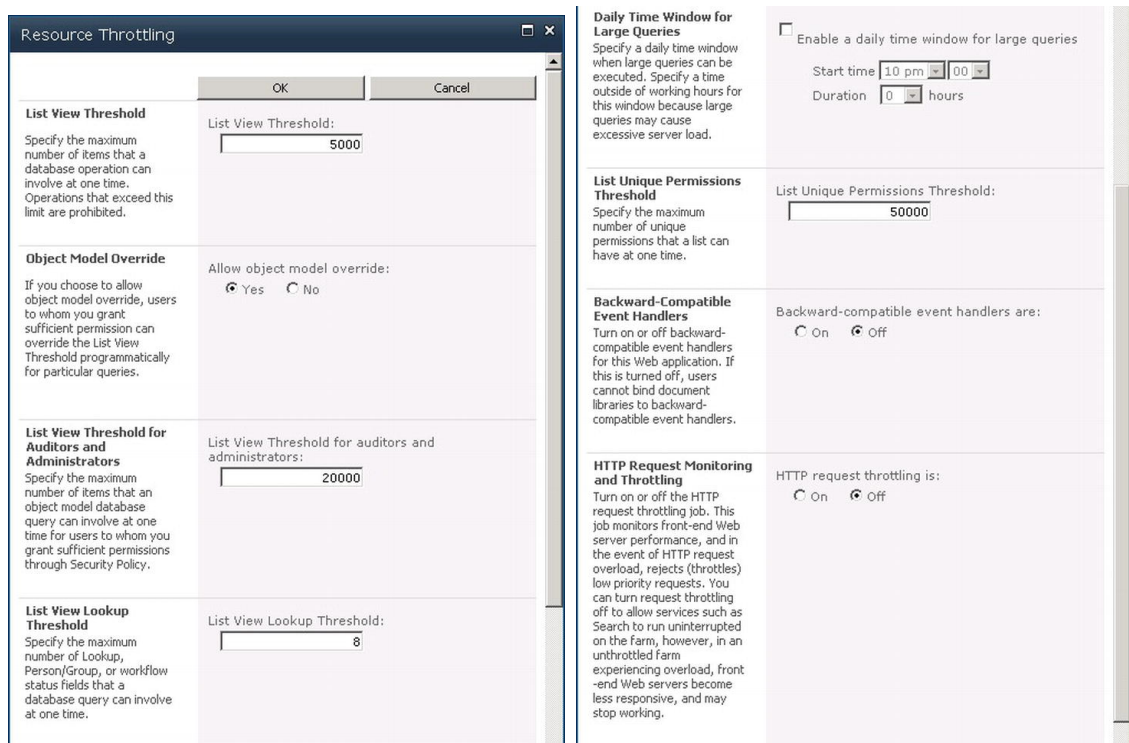 Resource Throttling
OK
Cancel
List View Threshold
Specify the maximum
number of items that a
database operation can
involve at one time.
Operations that exceed this
limit are prohibited.
List View Threshold:
5000
Object Model Override
If you choose to allow
object model override, users
to whom you grant
sufficient permission can
override the List View
Threshold programmatically
for particular queries.
Allow object model override:
Yes No
List View Threshold for
Auditors and
Administrators
Specify the maximum
number of items that an
object model database
query can involve at one
time for users to whom you
grant sufficient permissions
through Security Policy.
List View Threshold for auditors and
administrators:
20000
List View Lookup
Threshold
Specify the maximum
number of Lookup,
Person/Group, or workflow
status fields that a
database query can involve
at one time.
List View Lookup Threshold:
8
Daily Time Window for
Large Queries
Specify a daily time window
when large queries can be
executed. Specify a time
outside of working hours for
this window because large
queries may cause
excessive server load.
Enable a daily time window for large queries
Start time 10 pm 00
Duration 0 hours
List Unique Permissions
Threshold
Specify the maximum
number of unique
permissions that a list can
have at one time.
List Unique Permissions Threshold:
50000
Backward-Compatible
Event Handlers
Turn on or off backward-
compatible event handlers
for this Web application. If
this is turned off, users
cannot bind document
libraries to backward-
compatible event handlers.
Backward-compatible event handlers are:
On Off
HTTP Request Monitoring
and Throttling
Turn on or off the HTTP
request throttling job. This
job monitors front-end Web
server performance, and in
the event of HTTP request
overload, rejects (throttles)
low priority requests. You
can turn request throttling
off to allow services such as
Search to run uninterrupted
on the farm, however, in an
unthrottled farm
experiencing overload, front
-end Web servers become
less responsive, and may
stop working.
HTTP request throttling is:
On Off